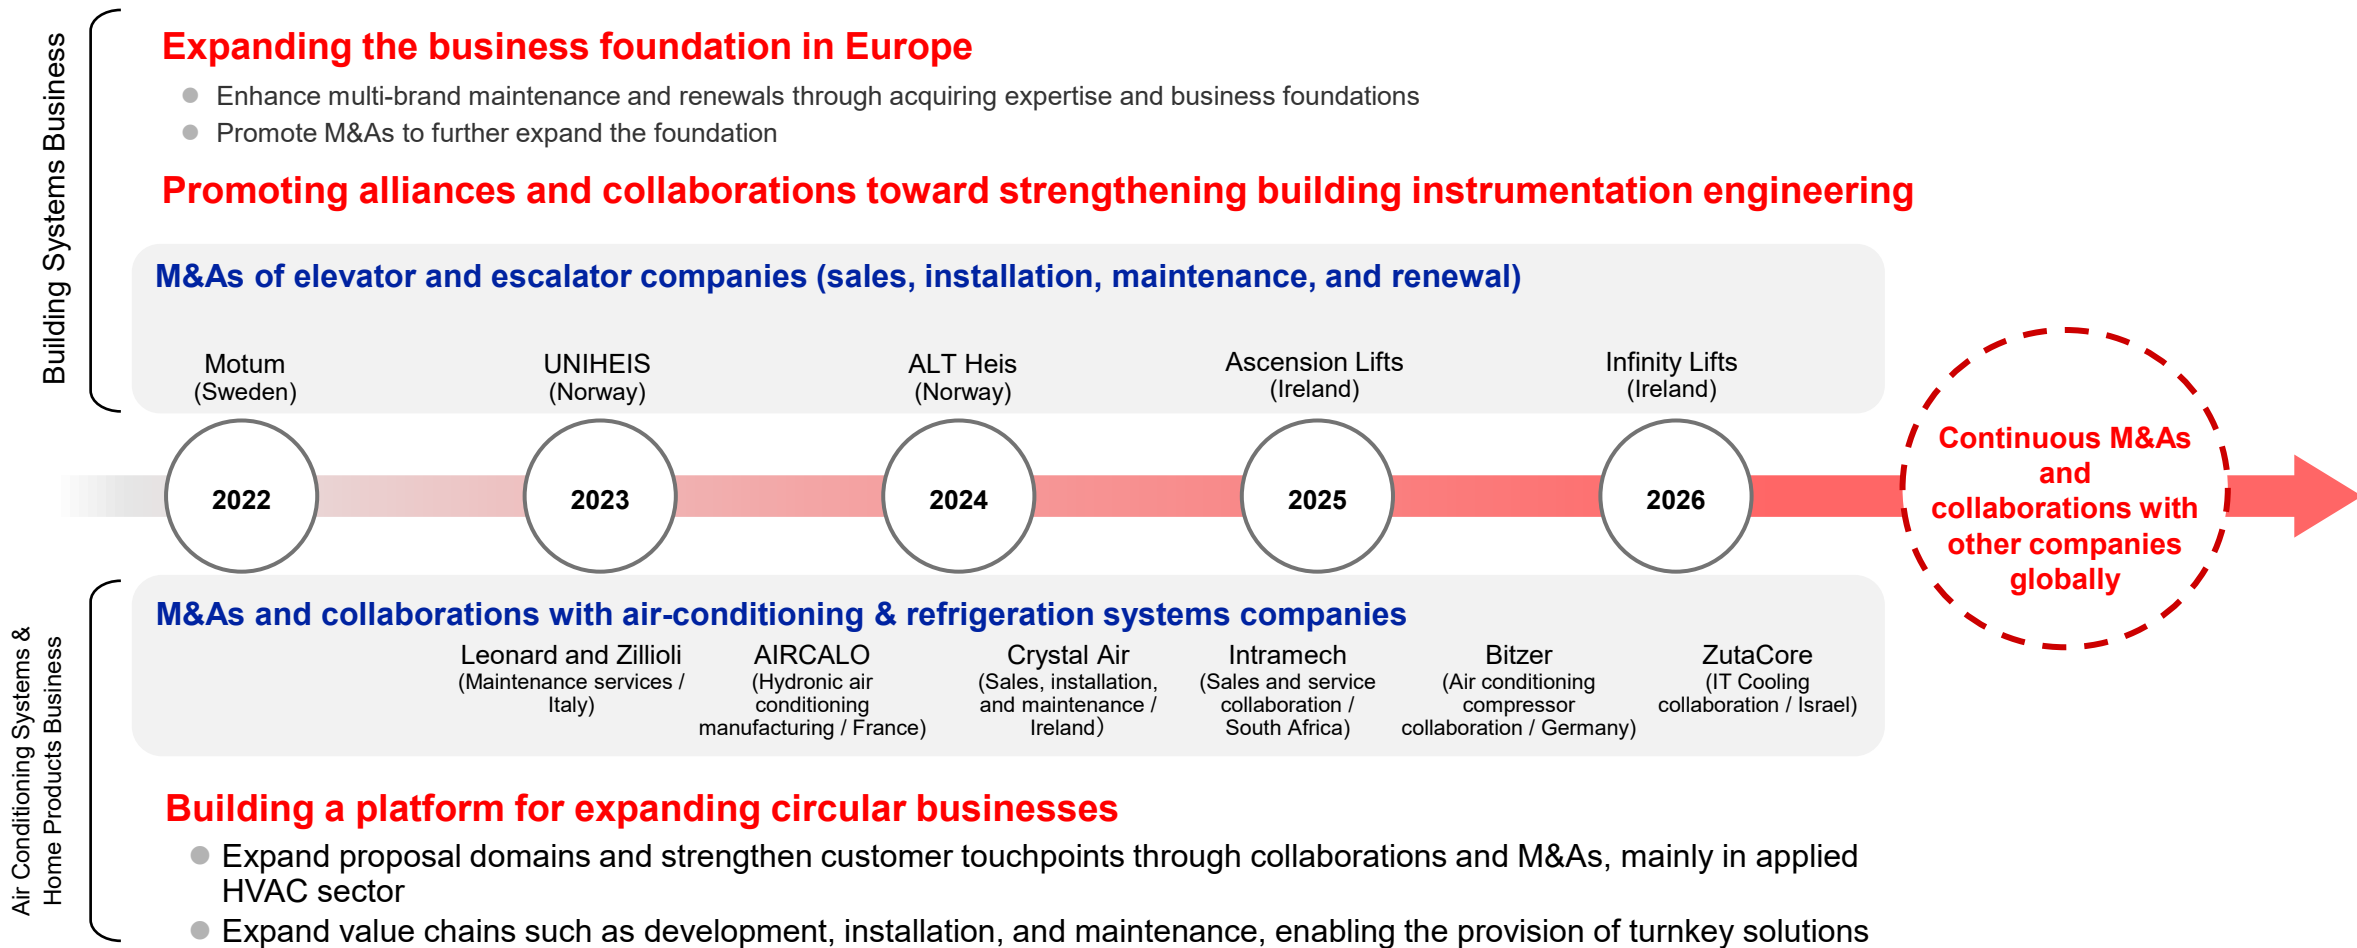 Building Systems Business
Expanding the business foundation in Europe
Enhance multi-brand maintenance and renewals through acquiring expertise and business foundations
Promote M&As to further expand the foundation
Promoting alliances and collaborations toward strengthening building instrumentation engineering
M&As of elevator and escalator companies (sales, installation, maintenance, and renewal)
Motum
(Sweden)
UNIHEIS
(Norway)
ALT Heis
(Norway)
Ascension Lifts
(Ireland)
Infinity Lifts
(Ireland)
2022
2023
2024
2025
2026
Continuous M&As
and
collaborations with
other companies
globally
Air Conditioning Systems &
Home Products Business
M&As and collaborations with air-conditioning & refrigeration systems companies
Leonard and Zillioli
(Maintenance services /
Italy)
AIRCALO
(Hydronic air
conditioning
manufacturing / France)
Crystal Air
(Sales, installation,
and maintenance /
Ireland）
Intramech
(Sales and service
collaboration /
South Africa)
Bitzer
(Air conditioning
compressor
collaboration / Germany)
ZutaCore
(IT Cooling
collaboration / Israel)
Building a platform for expanding circular businesses
Expand proposal domains and strengthen customer touchpoints through collaborations and M&As, mainly in applied
HVAC sector
Expand value chains such as development, installation, and maintenance, enabling the provision of turnkey solutions